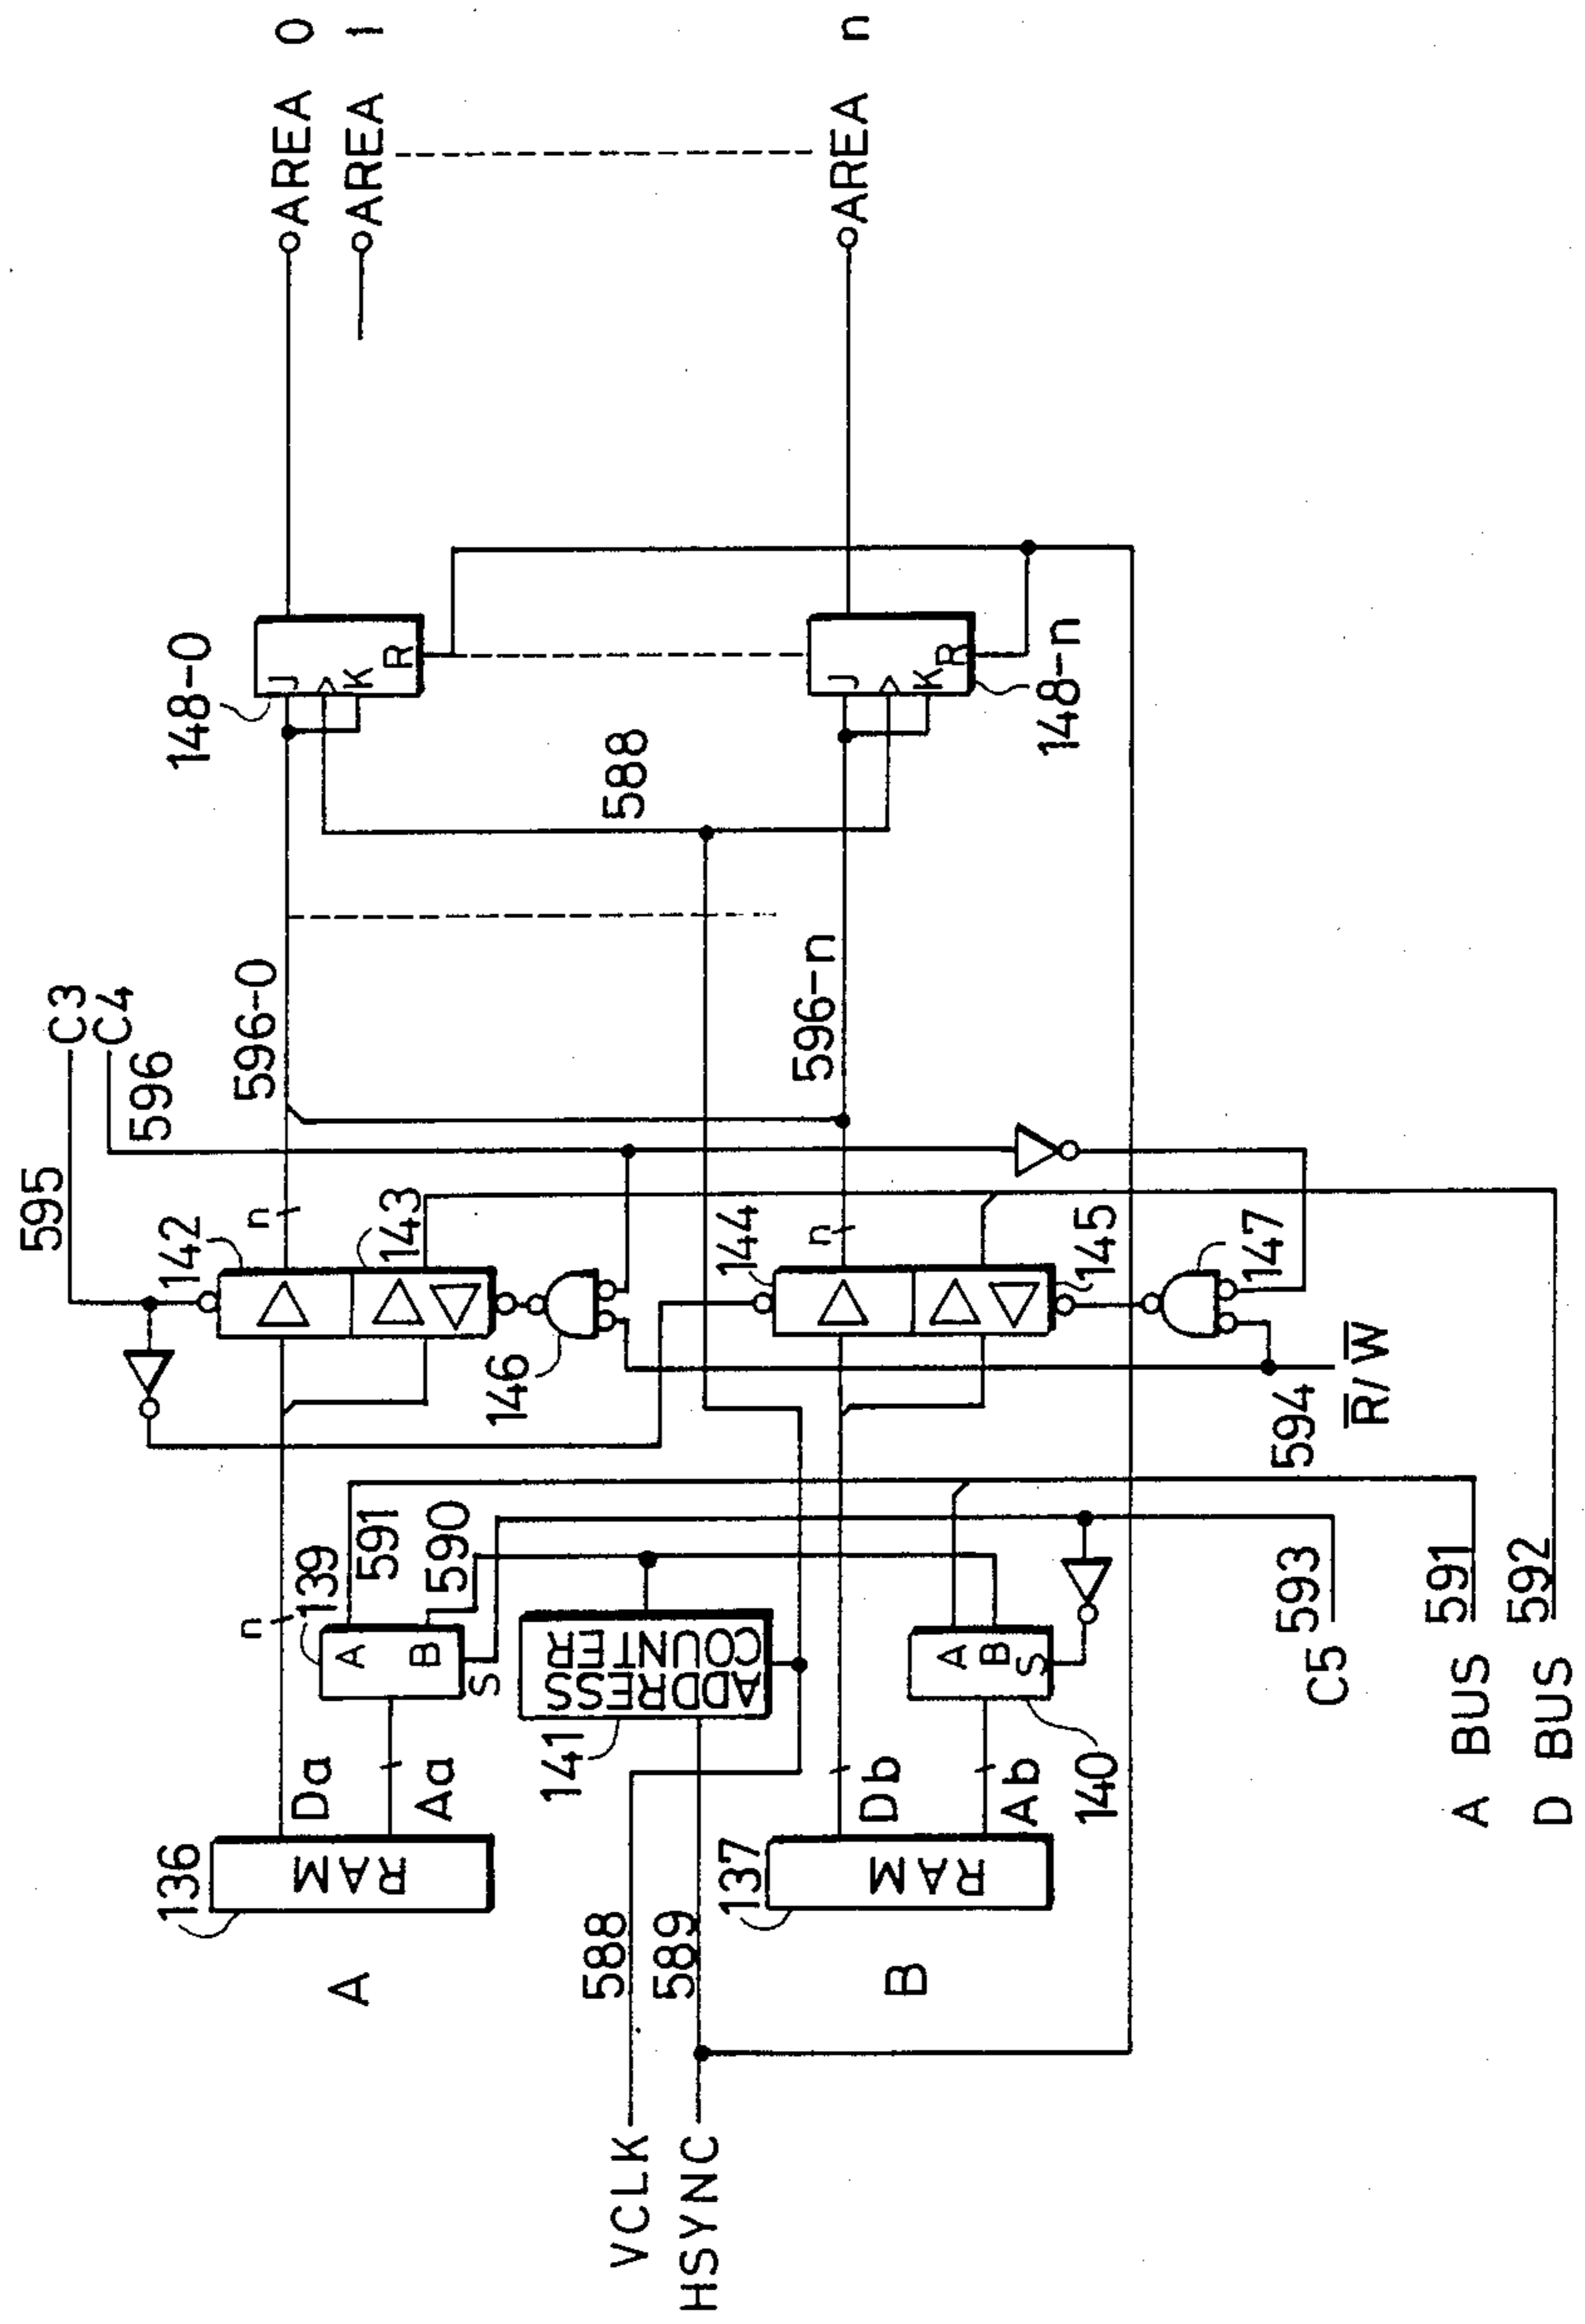 C3
C4
595
596
596-0
596-n
148-0
148-n
J
K
R
J
K
R
588
AREA 0
AREA 1
AREA n
n
142
143
144
145
146
147
n
594
R̅/W̅
n
139
A
B
S
591
590
141
ADDRESS
COUNTER
A
B
S
140
C5 593
A BUS 591
D BUS 592
136
RAM
Da
Aa
137
RAM
Db
Ab
A
B
VCLK 588
HSYNC 589